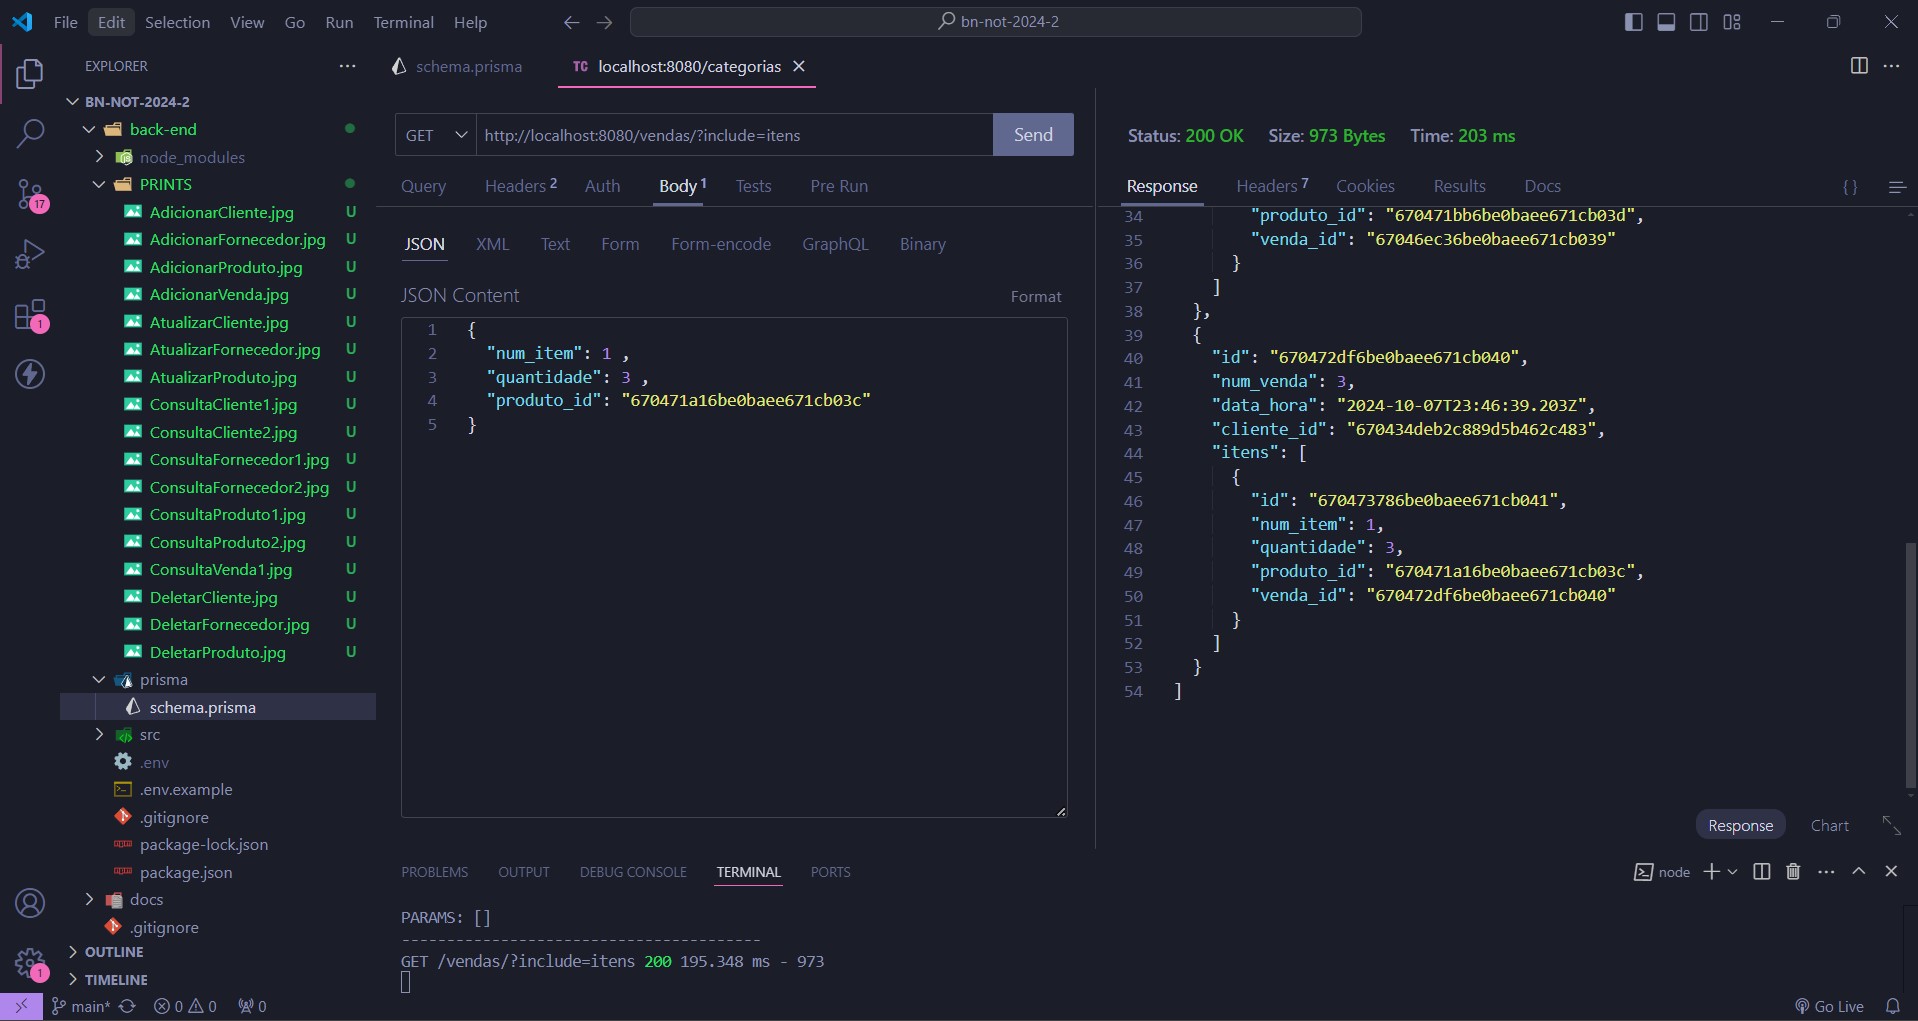 File Edit Selection View Go Run Terminal Help
bn-not-2024-2
EXPLORER
BN-NOT-2024-2
back-end
node_modules
PRINTS
AdicionarCliente.jpg U
AdicionarFornecedor.jpg U
AdicionarProduto.jpg U
AdicionarVenda.jpg U
AtualizarCliente.jpg U
AtualizarFornecedor.jpg U
AtualizarProduto.jpg U
ConsultaCliente1.jpg U
ConsultaCliente2.jpg U
ConsultaFornecedor1.jpg U
ConsultaFornecedor2.jpg U
ConsultaProduto1.jpg U
ConsultaProduto2.jpg U
ConsultaVenda1.jpg U
DeletarCliente.jpg U
DeletarFornecedor.jpg U
DeletarProduto.jpg U
prisma
schema.prisma
src
.env
.env.example
.gitignore
package-lock.json
package.json
docs
.gitignore
OUTLINE
TIMELINE
17
1
1
schema.prisma
TC localhost:8080/categorias
GET http://localhost:8080/vendas/?include=itens Send
Query Headers 2 Auth Body 1 Tests Pre Run
JSON XML Text Form Form-encode GraphQL Binary
JSON Content Format
1 {
2 "num_item": 1 ,
3 "quantidade": 3 ,
4 "produto_id": "670471a16be0baee671cb03c"
5 }
Status: 200 OK Size: 973 Bytes Time: 203 ms
Response Headers 7 Cookies Results Docs { }
34 "produto_id": "670471bb6be0baee671cb03d",
35 "venda_id": "67046ec36be0baee671cb039"
36 }
37 ]
38 },
39 {
40 "id": "670472df6be0baee671cb040",
41 "num_venda": 3,
42 "data_hora": "2024-10-07T23:46:39.203Z",
43 "cliente_id": "670434deb2c889d5b462c483",
44 "itens": [
45 {
46 "id": "670473786be0baee671cb041",
47 "num_item": 1,
48 "quantidade": 3,
49 "produto_id": "670471a16be0baee671cb03c",
50 "venda_id": "670472df6be0baee671cb040"
51 }
52 ]
53 }
54 ]
Response Chart
PROBLEMS OUTPUT DEBUG CONSOLE TERMINAL PORTS
node
PARAMS: []
----------------------------------------
GET /vendas/?include=itens 200 195.348 ms - 973
main* 0 0 0
Go Live